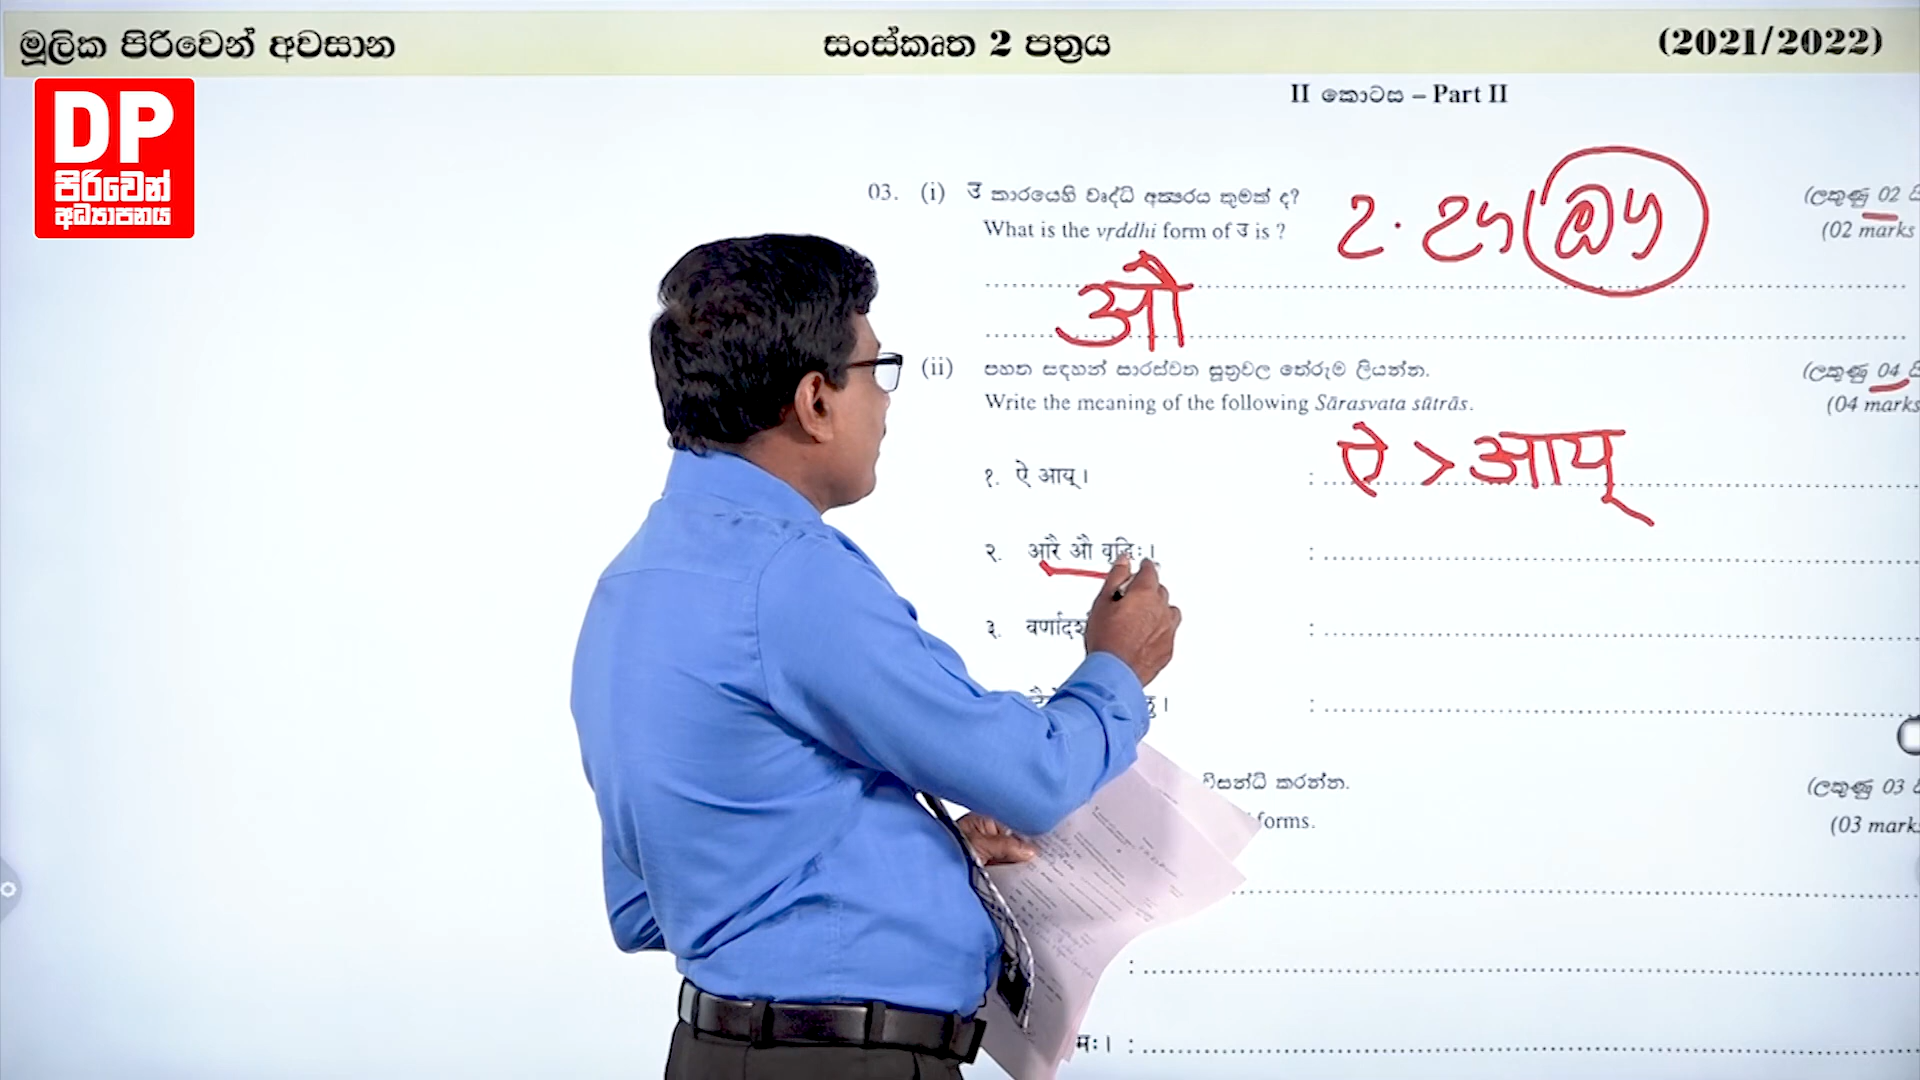 මූලික පිරිවෙන් අවසාන
සංස්කෘත 2 පත්‍රය
(2021/2022)
DP
පිරිවෙන්
අධ්‍යාපනය
II කොටස – Part II
03. (i) उ කාරයෙහි වෘද්ධි අක්‍ෂරය කුමක් ද?
(ලකුණු 02
What is the vṛddhi form of उ is ?
(02 marks
උ . ඌ ඖ
औ
(ii) පහත සඳහන් සාරස්වත සූත්‍රවල තේරුම ලියන්න.
(ලකුණු 04
Write the meaning of the following Sārasvata sūtrās.
(04 marks
१. ऐ आय् । :
ऐ > आय्
२. आरै औ वृद्धिः । :
३. :
:
විසන්ධි කරන්න.
(ලකුණු 03
forms.
(03 mark
:
मः । :